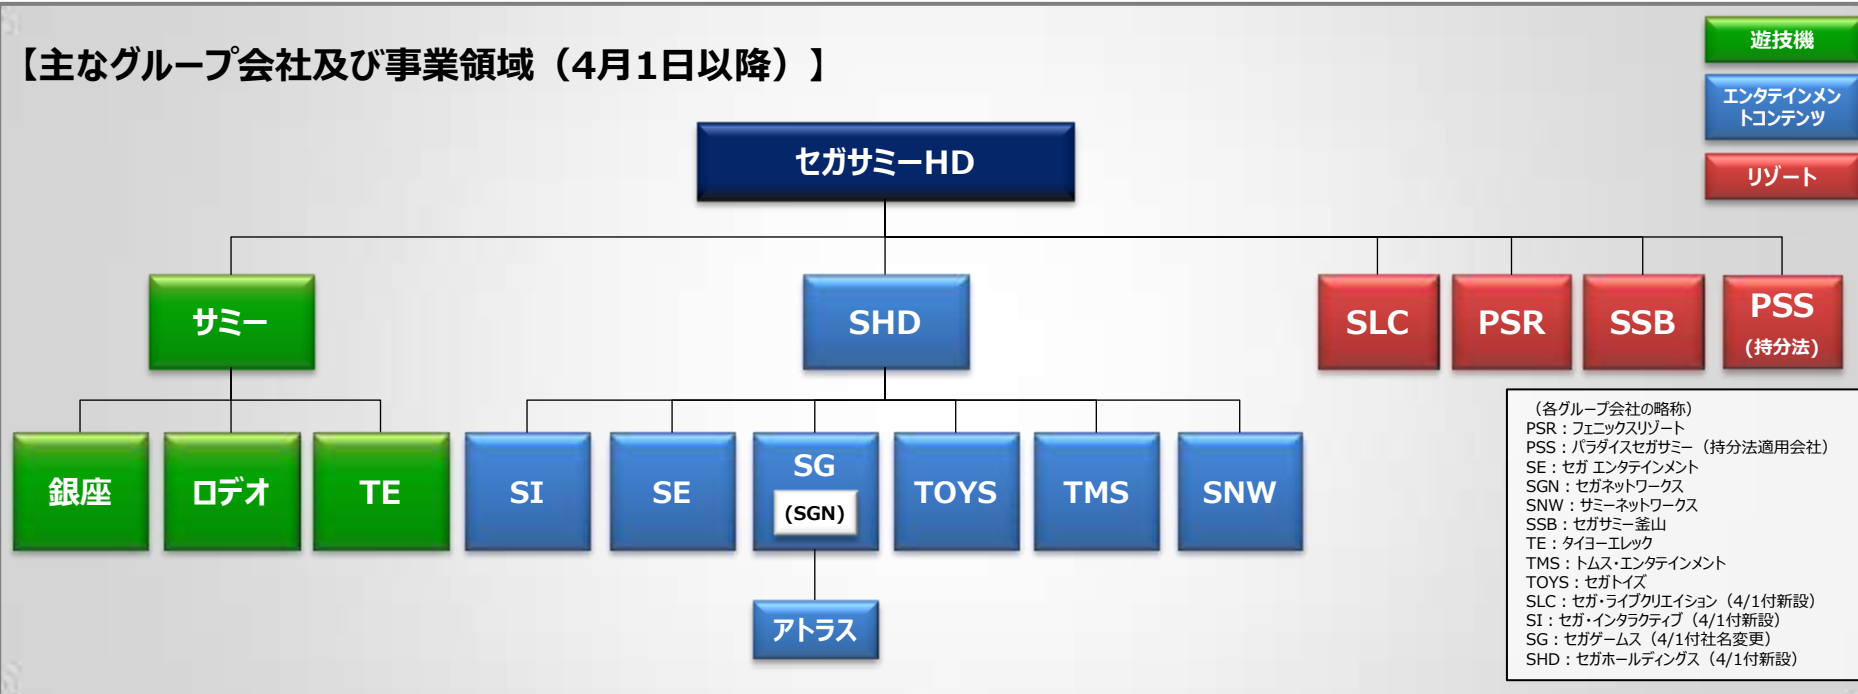 【主なグループ会社及び事業領域（4月1日以降）】
遊技機
エンタテインメン
トコンテンツ
リゾート
セガサミーHD
サミー
SHD
SLC
PSR
SSB
PSS
(持分法)
銀座
ロデオ
TE
SI
SE
SG
(SGN)
TOYS
TMS
SNW
アトラス
（各グループ会社の略称）
PSR：フェニックスリゾート
PSS：パラダイスセガサミー（持分法適用会社）
SE：セガ エンタテインメント
SGN：セガネットワークス
SNW：サミーネットワークス
SSB：セガサミー釜山
TE：タイヨーエレック
TMS：トムス・エンタテインメント
TOYS：セガトイズ
SLC：セガ・ライブクリエイション（4/1付新設）
SI：セガ・インタラクティブ（4/1付新設）
SG：セガゲームス（4/1付社名変更）
SHD：セガホールディングス（4/1付新設）